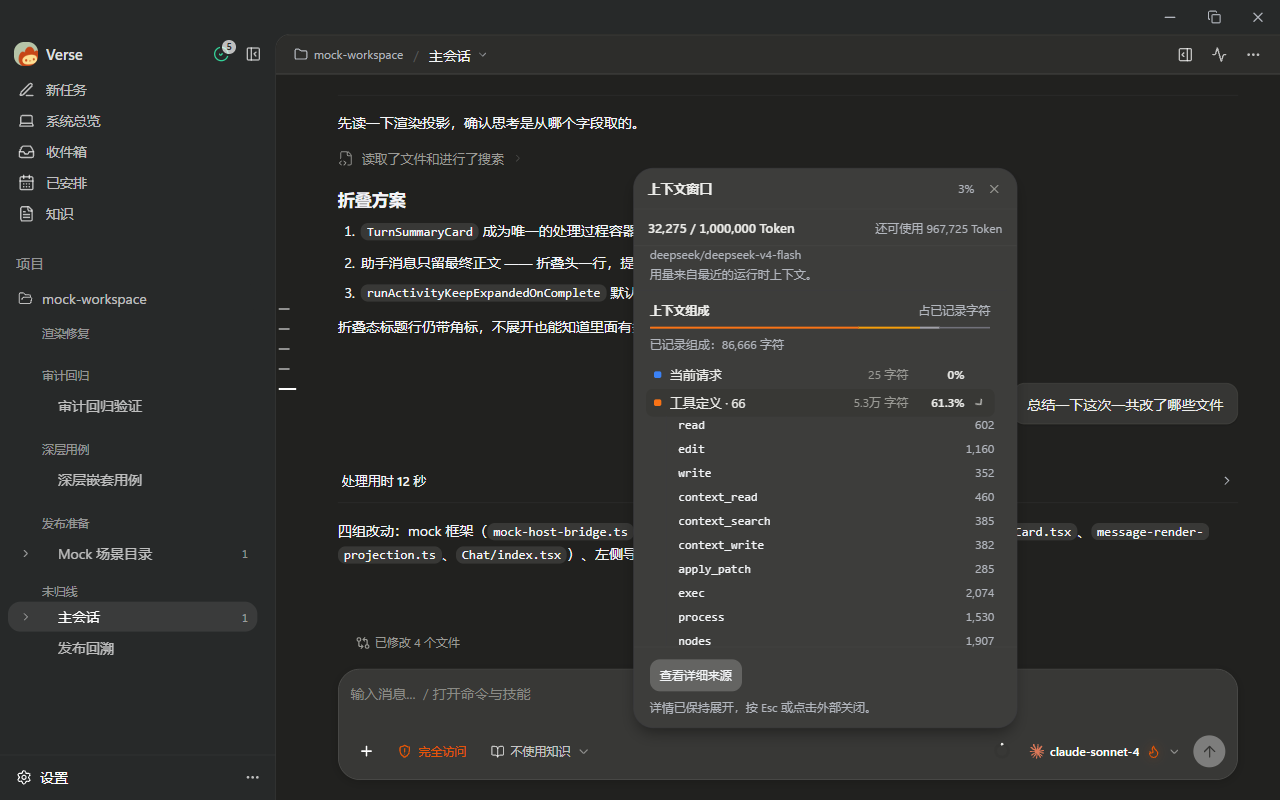 Verse
5
新任务
系统总览
收件箱
已安排
知识
项目
mock-workspace
渲染修复
审计回归
审计回归验证
深层用例
深层嵌套用例
发布准备
Mock 场景目录 1
未归线
主会话 1
发布回溯
设置
mock-workspace / 主会话
先读一下渲染投影，确认思考是从哪个字段取的。
读取了文件和进行了搜索
折叠方案
1. TurnSummaryCard 成为唯一的处理过程容器
2. 助手消息只留最终正文 —— 折叠头一行，提
3. runActivityKeepExpandedOnComplete 默认
折叠态标题行仍带角标，不展开也能知道里面有
总结一下这次一共改了哪些文件
处理用时 12 秒
四组改动：mock 框架（ mock-host-bridge.ts Card.tsx 、 message-render-
projection.ts 、 Chat/index.tsx ）、左侧导
已修改 4 个文件
输入消息... / 打开命令与技能
完全访问
不使用知识
claude-sonnet-4
上下文窗口 3%
32,275 / 1,000,000 Token 还可使用 967,725 Token
deepseek/deepseek-v4-flash
用量来自最近的运行时上下文。
上下文组成 占已记录字符
已记录组成：86,666 字符
当前请求 25 字符 0%
工具定义 · 66 5.3万 字符 61.3%
read 602
edit 1,160
write 352
context_read 460
context_search 385
context_write 382
apply_patch 285
exec 2,074
process 1,530
nodes 1,907
查看详细来源
详情已保持展开，按 Esc 或点击外部关闭。